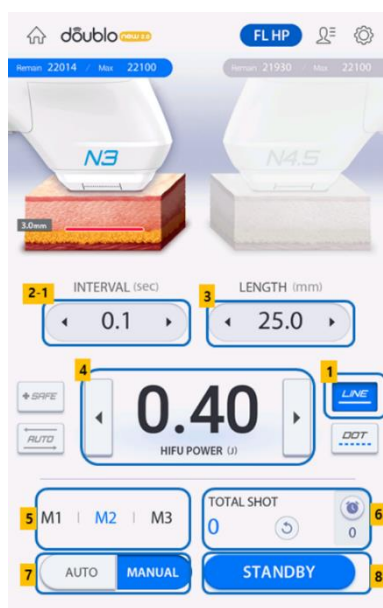 doublo new 2.0 FL HP
Remain 22014 / Max 22100 Remain 21930 / Max 22100
N3 N4.5
3.0mm
2-1 INTERVAL (sec) 3 LENGTH (mm)
0.1 25.0
4 1
+ SAFE 0.40 LINE
AUTO HIFU POWER (J) DOT
5 M1 | M2 | M3 TOTAL SHOT 6
0 0
7 AUTO MANUAL STANDBY 8